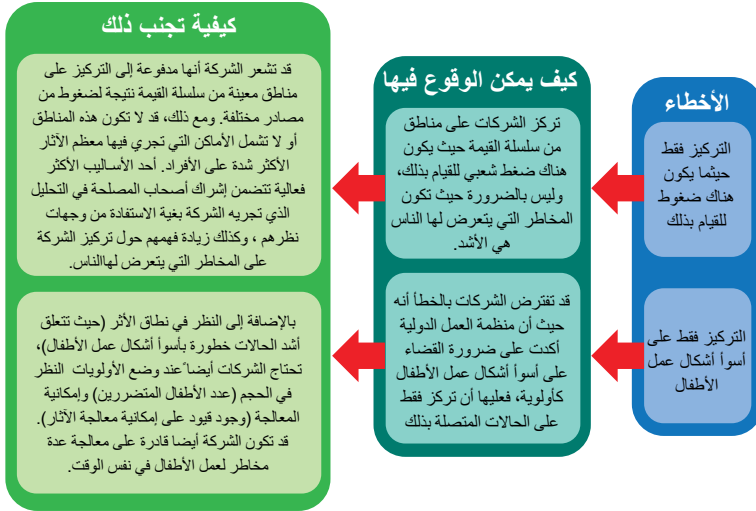 الأخطاء
التركيز فقط
حيثما يكون
هناك ضغوط
للقيام بذلك
التركيز فقط على
أسوأ أشكال عمل
الأطفال
كيف يمكن الوقوع فيها
تركز الشركات على مناطق
من سلسلة القيمة حيث يكون
هناك ضغط شعبي للقيام بذلك،
وليس بالضرورة حيث تكون
المخاطر التي يتعرض لها الناس
هي الأشد.
قد تفترض الشركات بالخطأ أنه
حيث أن منظمة العمل الدولية
أكدت على ضرورة القضاء
على أسوأ أشكال عمل الأطفال
كأولوية، فعليها أن تركز فقط
على الحالات المتصلة بذلك
كيفية تجنب ذلك
قد تشعر الشركة أنها مدفوعة إلى التركيز على
مناطق معينة من سلسلة القيمة نتيجة لضغوط من
مصادر مختلفة. ومع ذلك، قد لا تكون هذه المناطق
أو لا تشمل الأماكن التي تجري فيها معظم الآثار
الأكثر شدة على الأفراد. أحد الأساليب الأكثر
فعالية تتضمن إشراك أصحاب المصلحة في التحليل
الذي تجريه الشركة بغية الاستفادة من وجهات
نظرهم ، وكذلك زيادة فهمهم حول تركيز الشركة
على المخاطر التي يتعرض لهاالناس.
بالإضافة إلى النظر في نطاق الأثر (حيث تتعلق
أشد الحالات خطورة بأسوأ أشكال عمل الأطفال)،
تحتاج الشركات أيضا ًعند وضع الأولويات النظر
في الحجم (عدد الأطفال المتضررين) وإمكانية
المعالجة (وجود قيود على إمكانية معالجة الآثار).
قد تكون الشركة أيضا قادرة على معالجة عدة
مخاطر لعمل الأطفال في نفس الوقت.